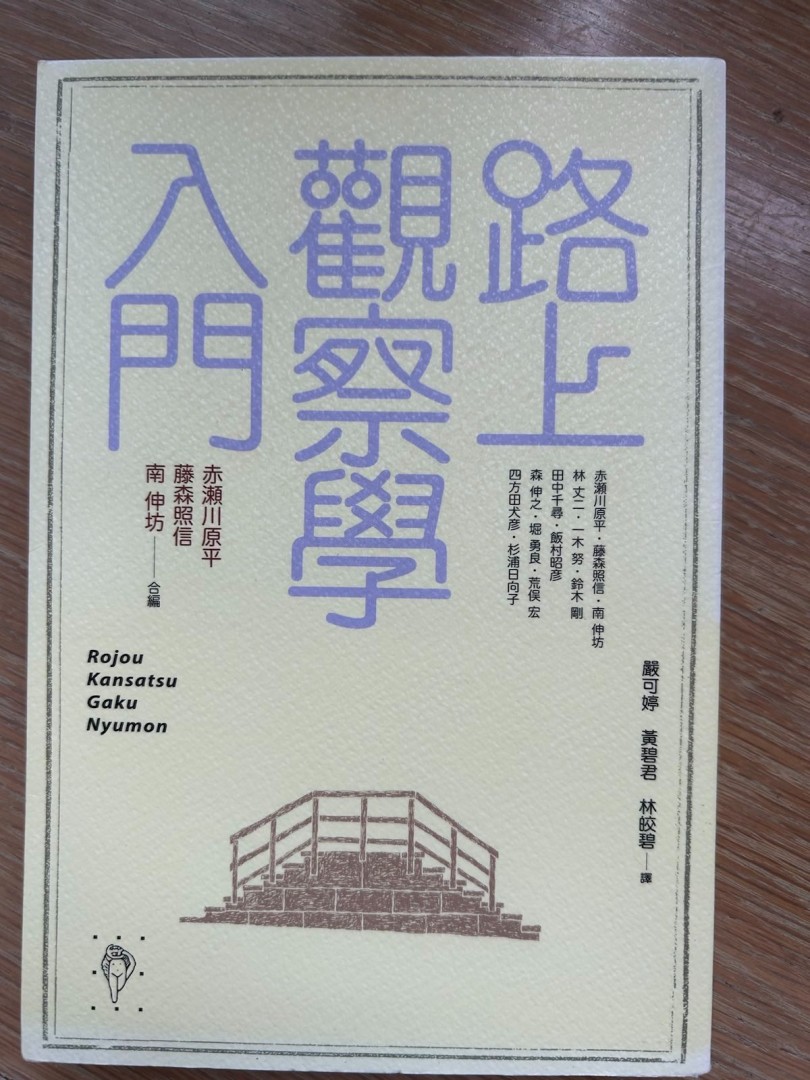 路上
觀察學
入門
赤瀨川原平・藤森照信・南 伸坊
林 丈二・一木 努・鈴木 剛
田中千尋・飯村昭彦
森 伸之・堀 勇良・荒俣 宏
四方田犬彦・杉浦日向子
赤瀨川原平
藤森照信
南 伸坊——合編
嚴可婷 黃碧君 林皎碧——譯
Rojou
Kansatsu
Gaku
Nyumon